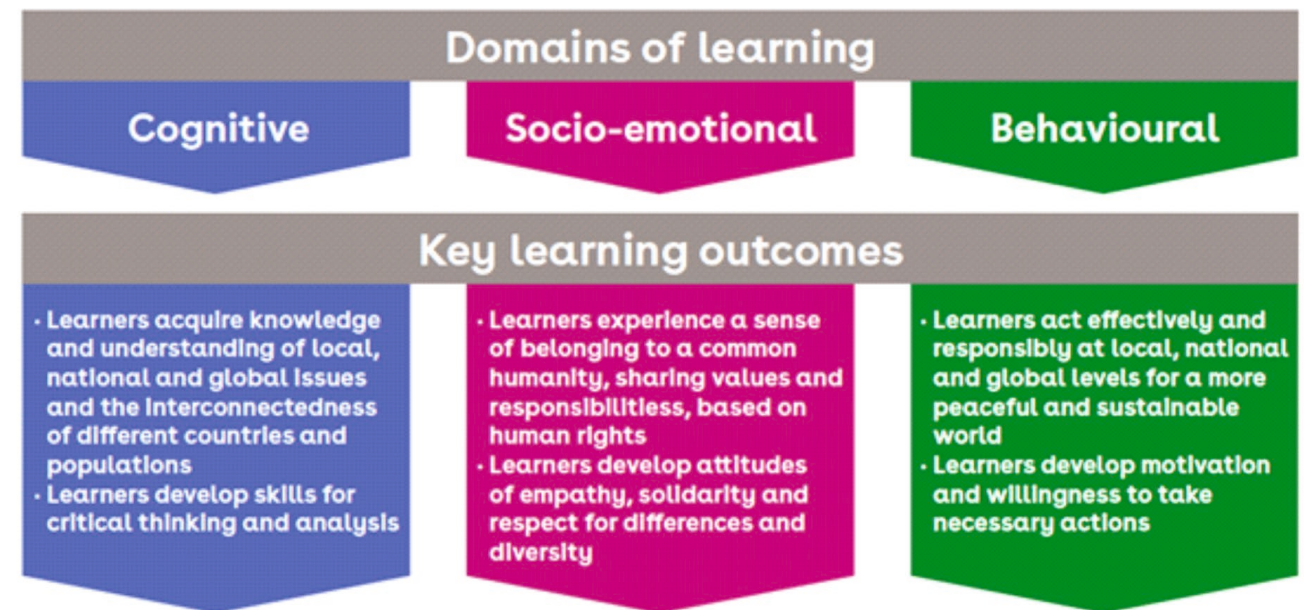 Domains of learning
Cognitive
Socio-emotional
Behavioural
Key learning outcomes
· Learners acquire knowledge
and understanding of local,
national and global issues
and the interconnectedness
of different countries and
populations
· Learners develop skills for
critical thinking and analysis
· Learners experience a sense
of belonging to a common
humanity, sharing values and
responsibilitiess, based on
human rights
· Learners develop attitudes
of empathy, solidarity and
respect for differences and
diversity
· Learners act effectively and
responsibly at local, national
and global levels for a more
peaceful and sustainable
world
· Learners develop motivation
and willingness to take
necessary actions